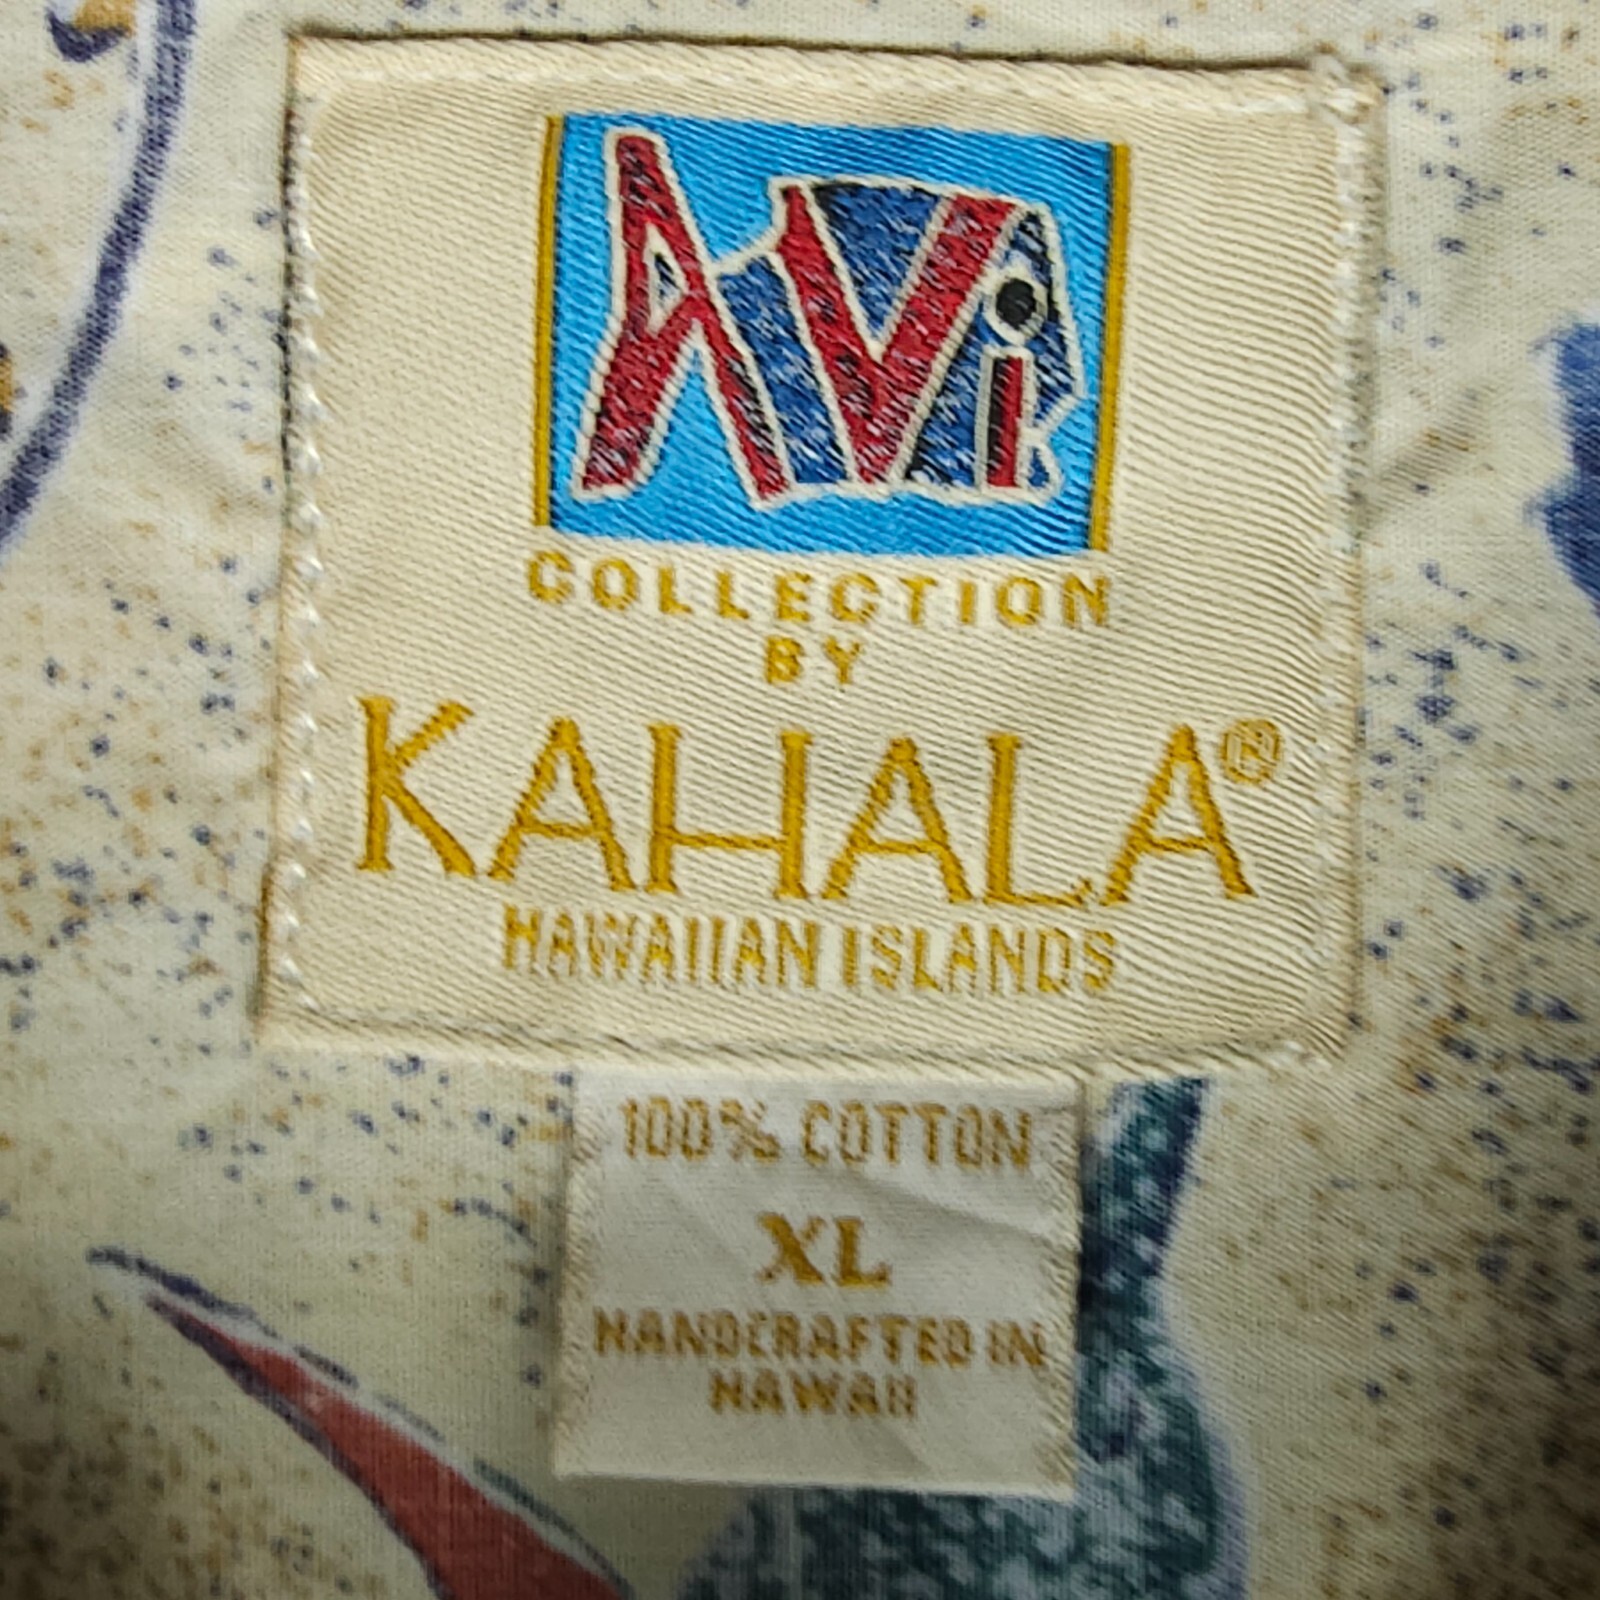 AVi
COLLECTION
BY
KAHALA®
HAWAIIAN ISLANDS
100% COTTON
XL
HANDCRAFTED IN
HAWAII